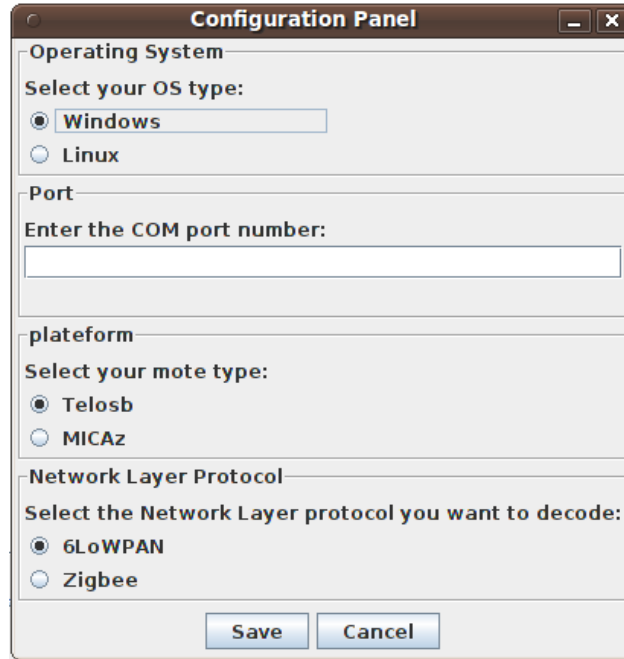 Configuration Panel
Operating System
Select your OS type:
Windows
Linux
Port
Enter the COM port number:
plateform
Select your mote type:
Telosb
MICAz
Network Layer Protocol
Select the Network Layer protocol you want to decode:
6LoWPAN
Zigbee
Save Cancel